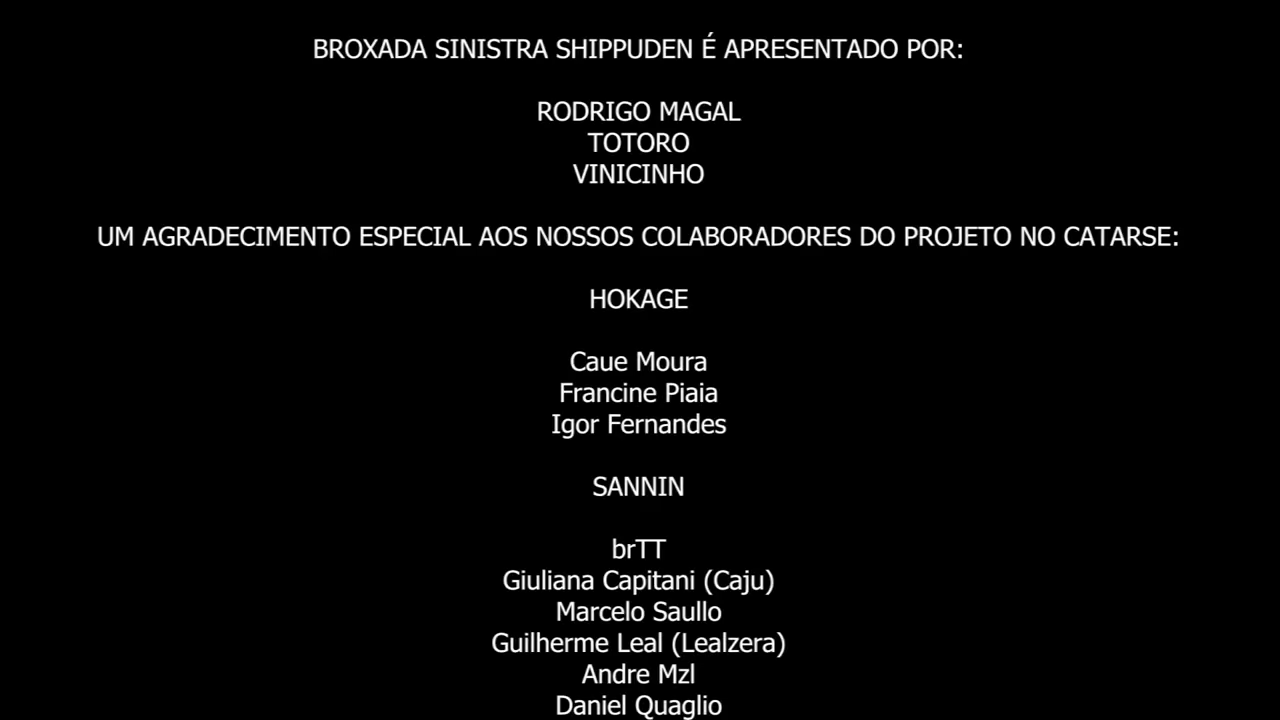 BROXADA SINISTRA SHIPPUDEN É APRESENTADO POR:
RODRIGO MAGAL
TOTORO
VINICINHO
UM AGRADECIMENTO ESPECIAL AOS NOSSOS COLABORADORES DO PROJETO NO CATARSE:
HOKAGE
Caue Moura
Francine Piaia
Igor Fernandes
SANNIN
brTT
Giuliana Capitani (Caju)
Marcelo Saullo
Guilherme Leal (Lealzera)
Andre Mzl
Daniel Quaglio